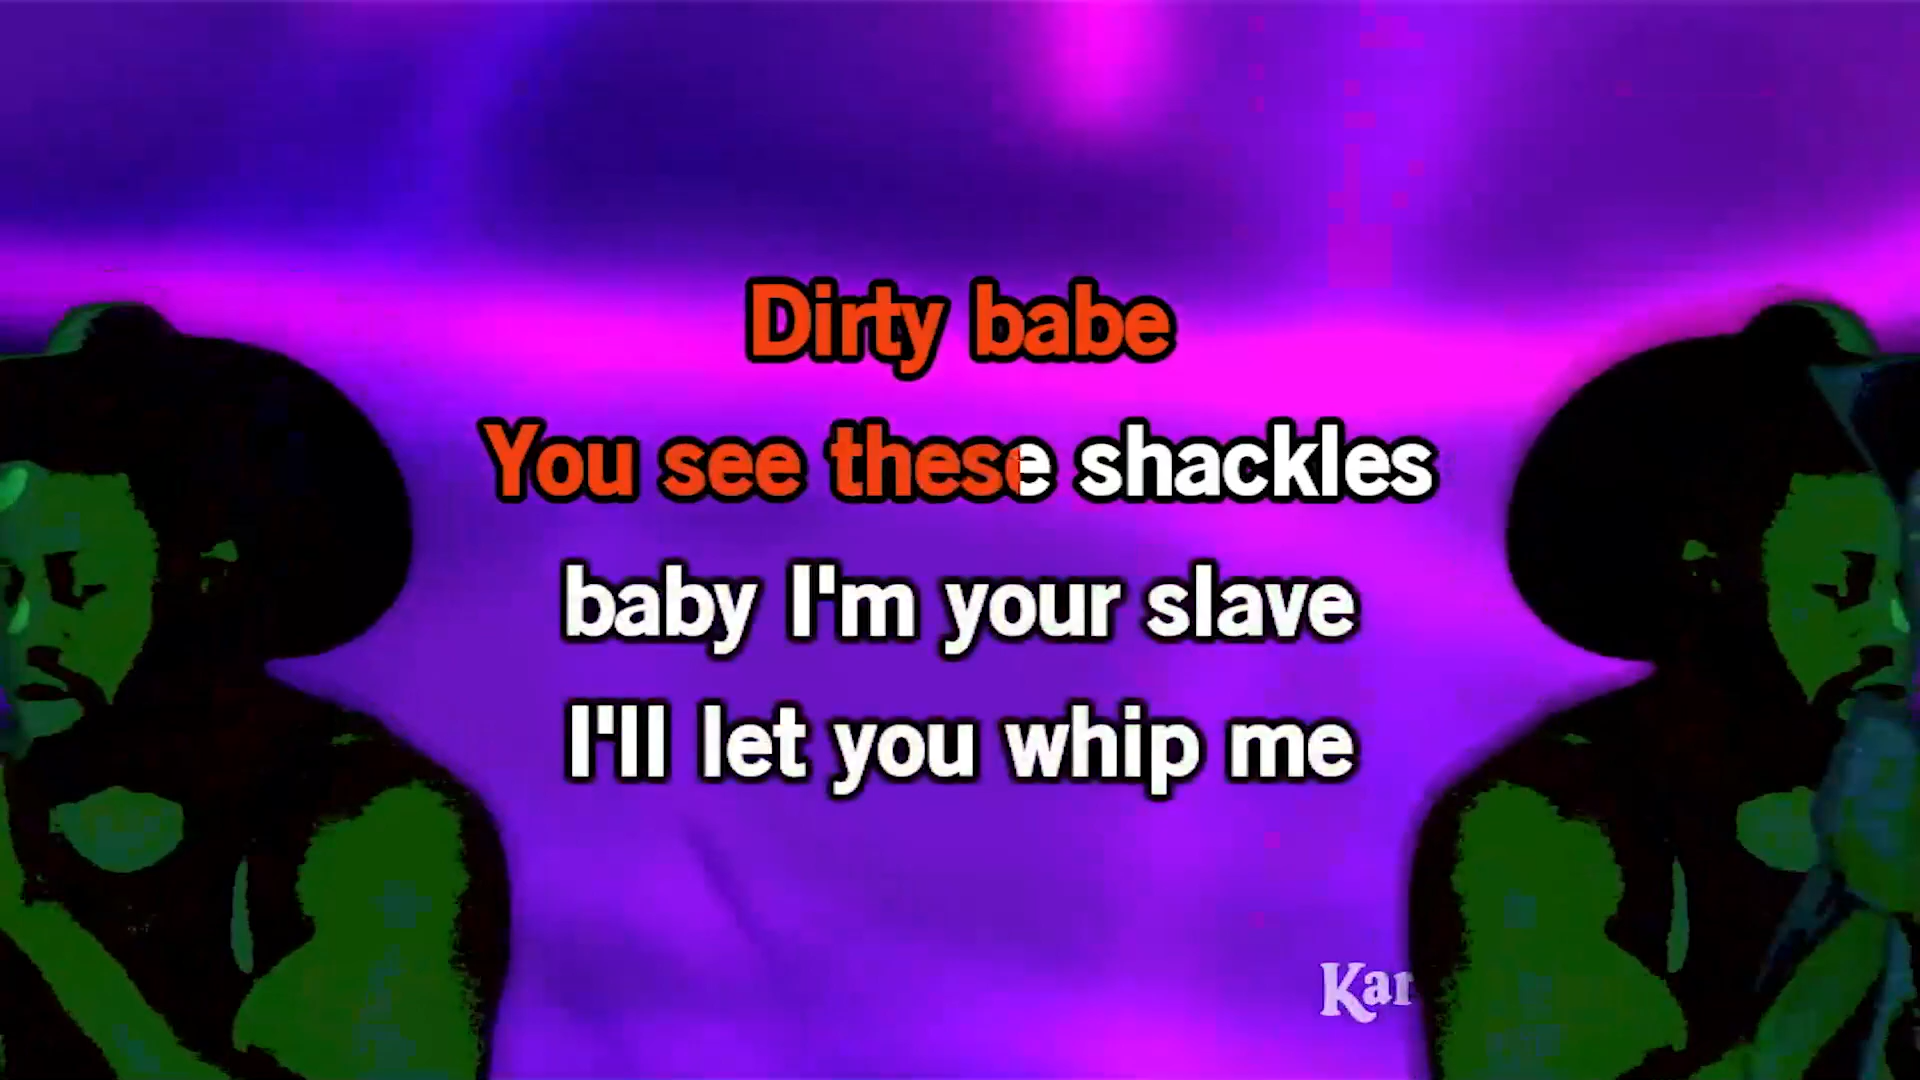 Dirty babe
You see these shackles
baby I'm your slave
I'll let you whip me
Kar